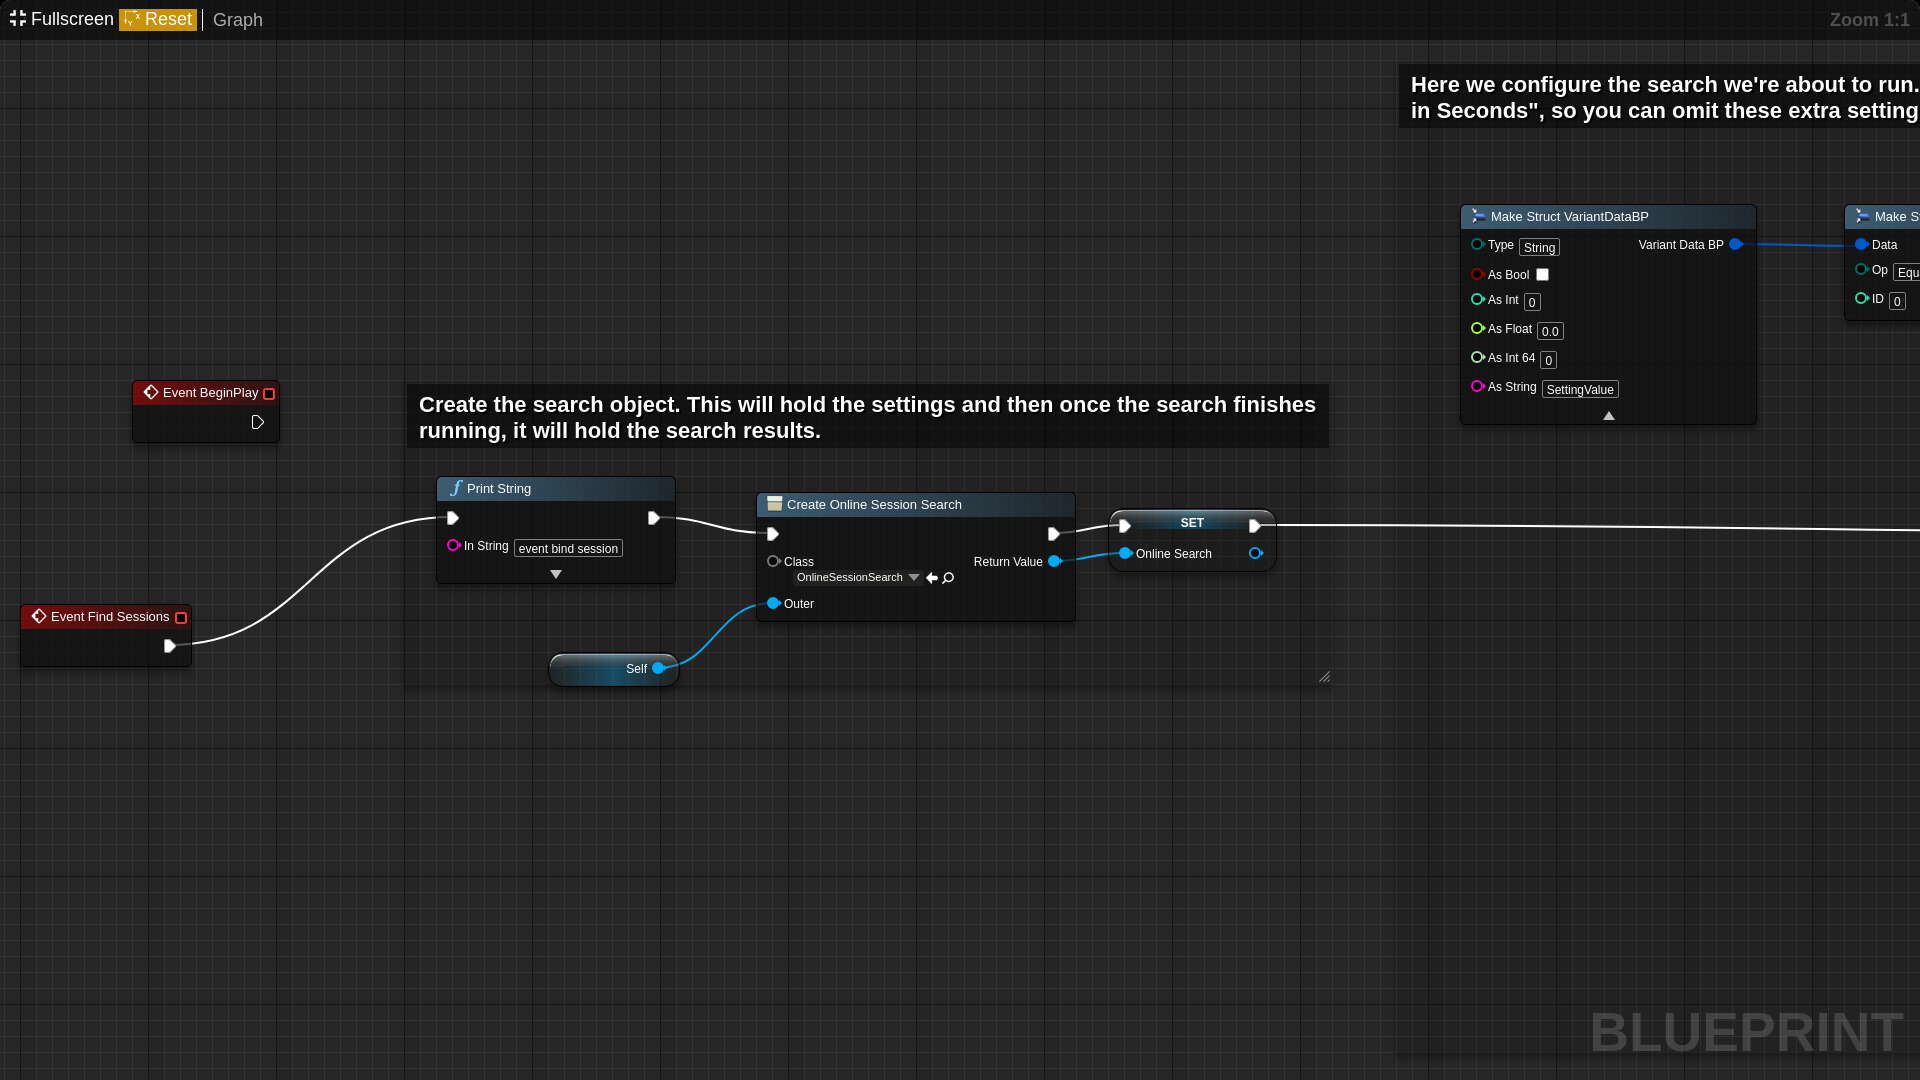 Fullscreen Reset Graph
Zoom 1:1
Here we configure the search we're about to run.
in Seconds", so you can omit these extra setting
Make Struct VariantDataBP
Type String
Variant Data BP
As Bool
As Int 0
As Float 0.0
As Int 64 0
As String SettingValue
Make S
Data
Op Equ
ID 0
Event BeginPlay
Create the search object. This will hold the settings and then once the search finishes
running, it will hold the search results.
Print String
In String event bind session
Create Online Session Search
Class
OnlineSessionSearch
Return Value
Outer
SET
Online Search
Event Find Sessions
Self
BLUEPRINT